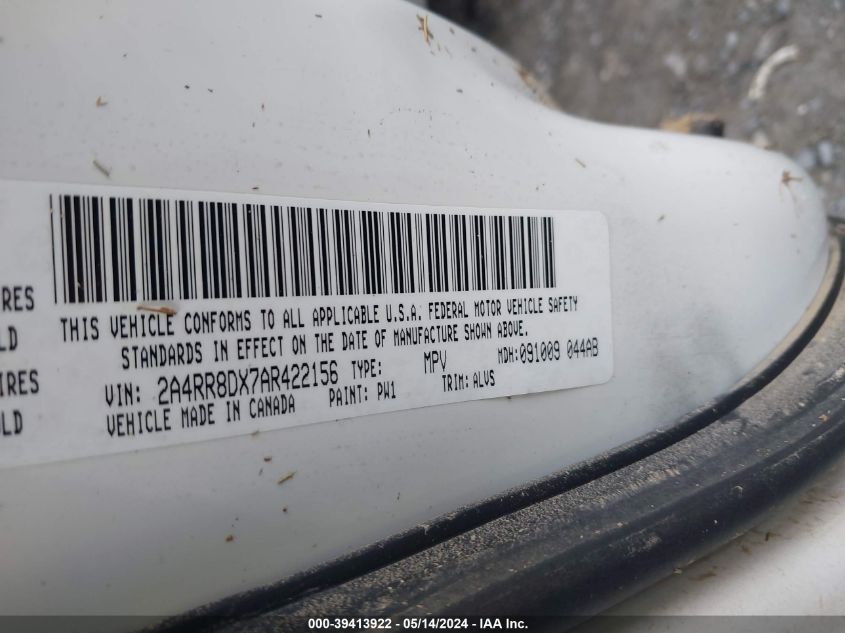 IRES
LD
THIS VEHICLE CONFORMS TO ALL APPLICABLE U.S.A. FEDERAL MOTOR VEHICLE SAFETY
STANDARDS IN EFFECT ON THE DATE OF MANUFACTURE SHOWN ABOVE.
IRES
OLD
VIN: 2A4RR8DX7AR422156 TYPE: MPV MDH:091009 044AB
VEHICLE MADE IN CANADA PAINT: PW1 TRIM: ALVS
000-39413922 - 05/14/2024 - IAA Inc.